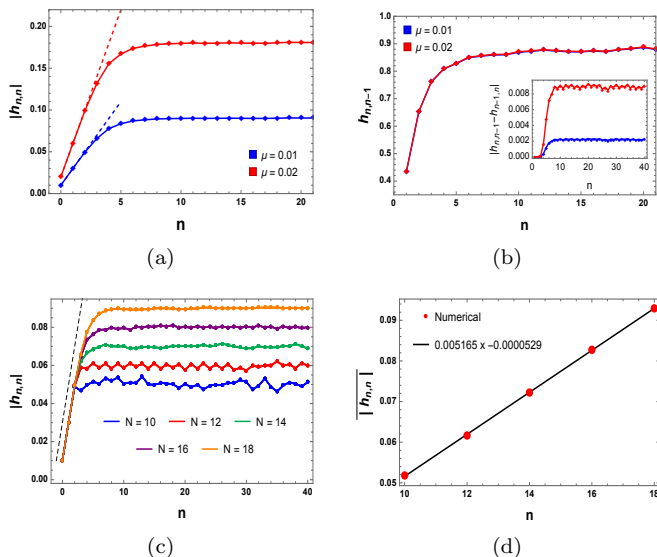 |h_{n,n}|
0.20
0.15
0.10
0.05
0.00
μ = 0.01
μ = 0.02
0 5 10 15 20
n
(a)
h_{n,n-1}
1.0
0.9
0.8
0.7
0.6
0.5
0.4
μ = 0.01
μ = 0.02
|h_{n,n-1}-h_{n-1,n}|
0.008
0.006
0.004
0.002
0.000
0 10 20 30 40
n
0 5 10 15 20
n
(b)
|h_{n,n}|
0.08
0.06
0.04
0.02
0.00
N = 10 N = 12 N = 14
N = 16 N = 18
0 10 20 30 40
n
(c)
\overline{|h_{n,n}|}
0.09
0.08
0.07
0.06
0.05
Numerical
0.005165 x −0.0000529
10 12 14 16 18
n
(d)